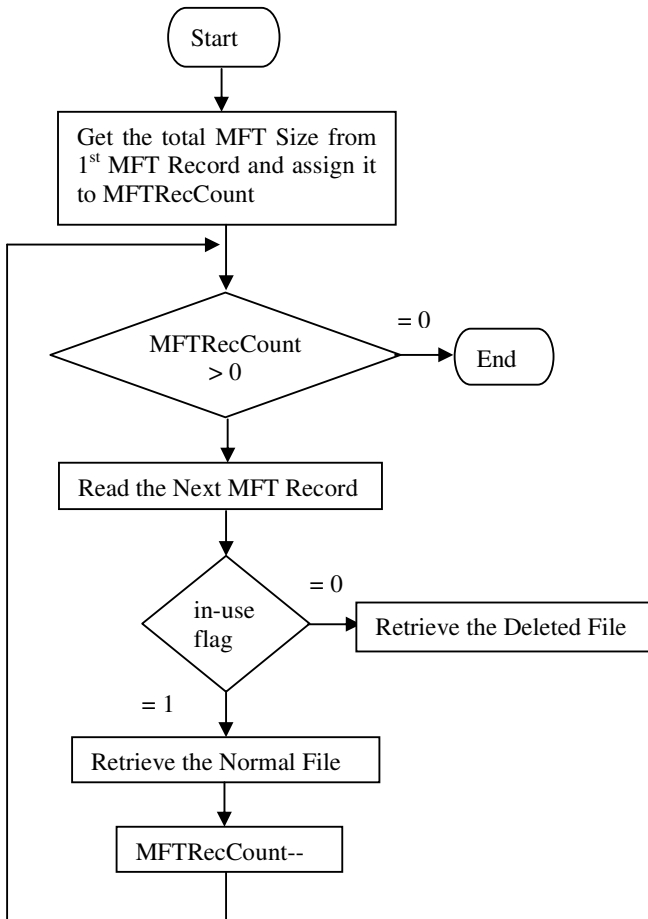 Start
Get the total MFT Size from
1st MFT Record and assign it
to MFTRecCount
= 0
MFTRecCount
> 0
End
Read the Next MFT Record
= 0
in-use
flag
Retrieve the Deleted File
= 1
Retrieve the Normal File
MFTRecCount--